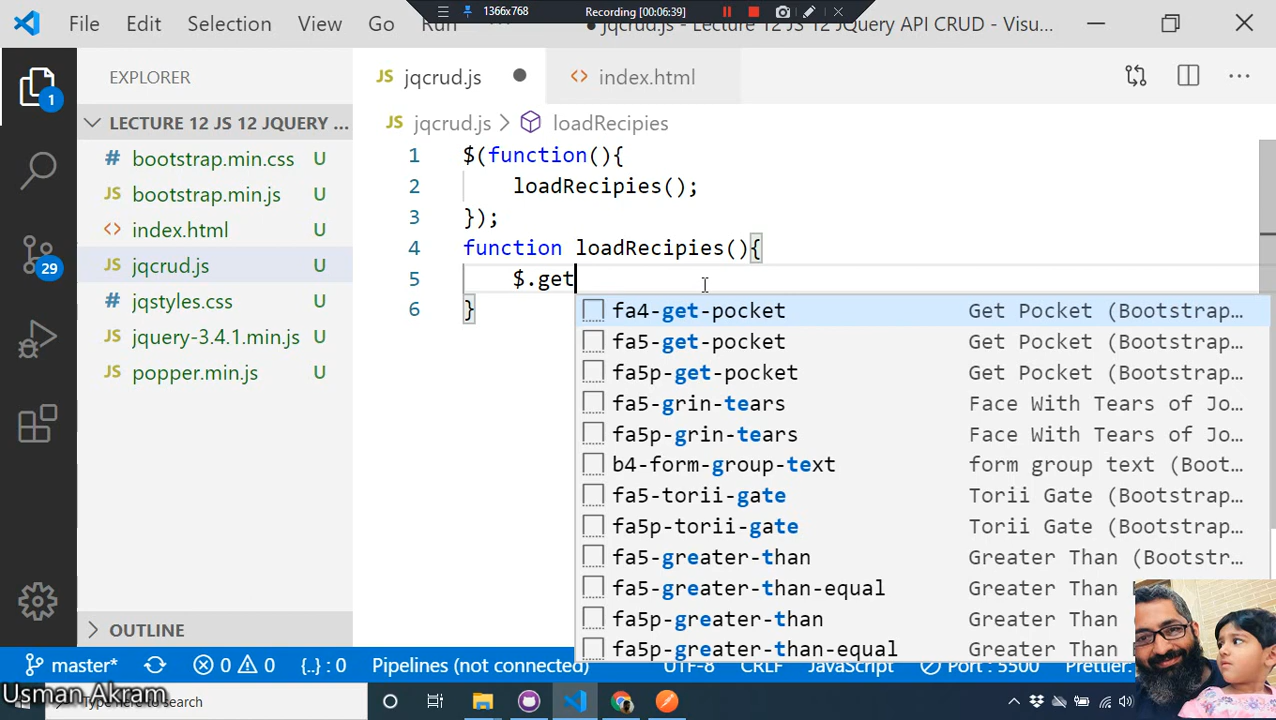 File Edit Selection View Go Run
1366x768 Recording [00:06:39]
jqcrud.js - Lecture 12 JS 12 JQuery API CRUD - Visu...
EXPLORER
jqcrud.js
index.html
LECTURE 12 JS 12 JQUERY ...
bootstrap.min.css U
bootstrap.min.js U
index.html U
jqcrud.js U
jqstyles.css U
jquery-3.4.1.min.js U
popper.min.js U
OUTLINE
1
29
jqcrud.js > loadRecipies
1 $(function(){
2 loadRecipies();
3 });
4 function loadRecipies(){
5 $.get
6 }
fa4-get-pocket Get Pocket (Bootstrap…
fa5-get-pocket Get Pocket (Bootstrap…
fa5p-get-pocket Get Pocket (Bootstrap…
fa5-grin-tears Face With Tears of Jo…
fa5p-grin-tears Face With Tears of Jo…
b4-form-group-text form group text (Boot…
fa5-torii-gate Torii Gate (Bootstrap…
fa5p-torii-gate Torii Gate (Bootstrap…
fa5-greater-than Greater Than (Bootstr…
fa5-greater-than-equal Greater Than
fa5p-greater-than Greater Than
fa5p-greater-than-equal Greater Than
master* 0 0 {..} : 0 Pipelines (not connected) UTF-8 CRLF JavaScript Port : 5500 Prettier:
Usman Akram
Type here to search